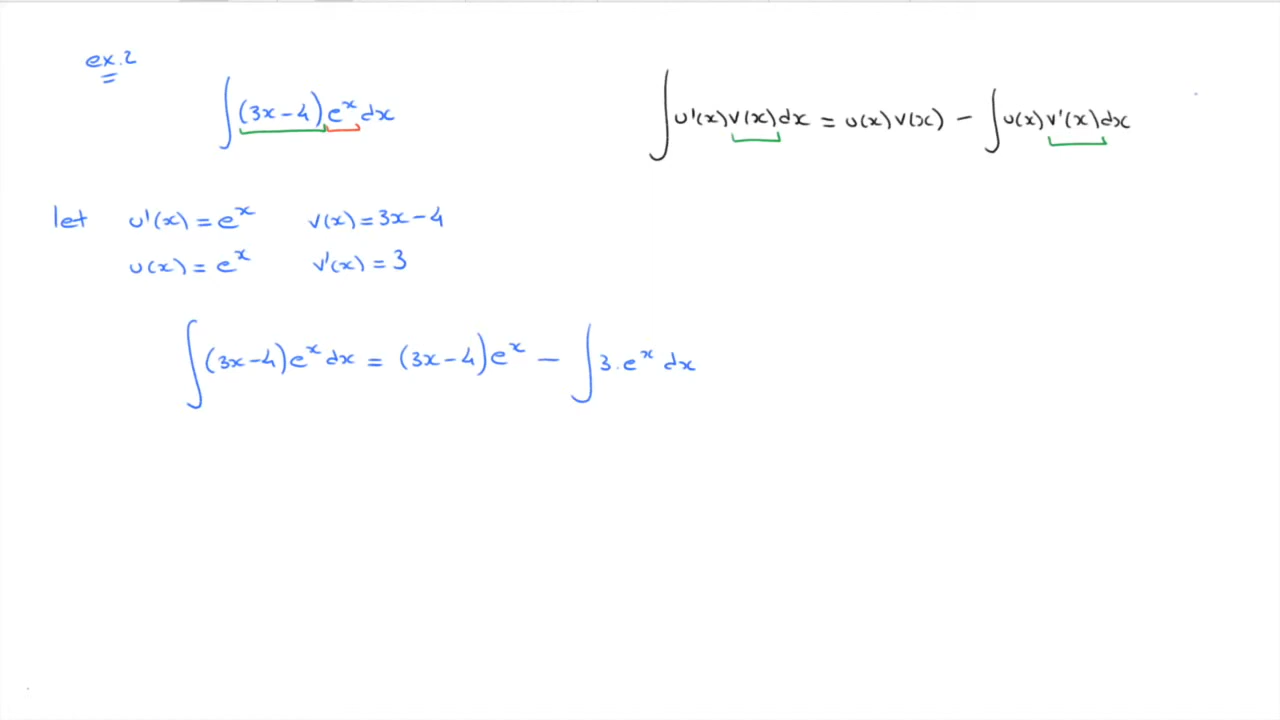 ex.2
∫(3x-4)e^x dx
∫u'(x)v(x)dx = u(x)v(x) - ∫u(x)v'(x)dx
let u'(x) = e^x v(x) = 3x-4
u(x) = e^x v'(x) = 3
∫(3x-4)e^x dx = (3x-4)e^x - ∫3.e^x dx